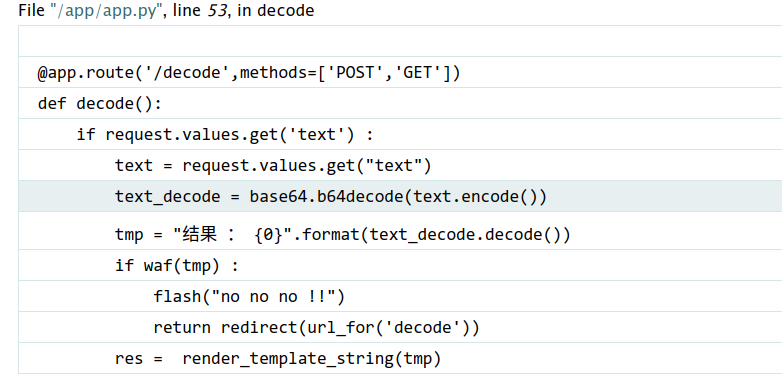 File "/app/app.py", line 53, in decode
@app.route('/decode',methods=['POST','GET'])
def decode():
    if request.values.get('text') :
        text = request.values.get("text")
        text_decode = base64.b64decode(text.encode())
        tmp = "结果 ： {0}".format(text_decode.decode())
        if waf(tmp) :
            flash("no no no !!")
            return redirect(url_for('decode'))
        res =  render_template_string(tmp)